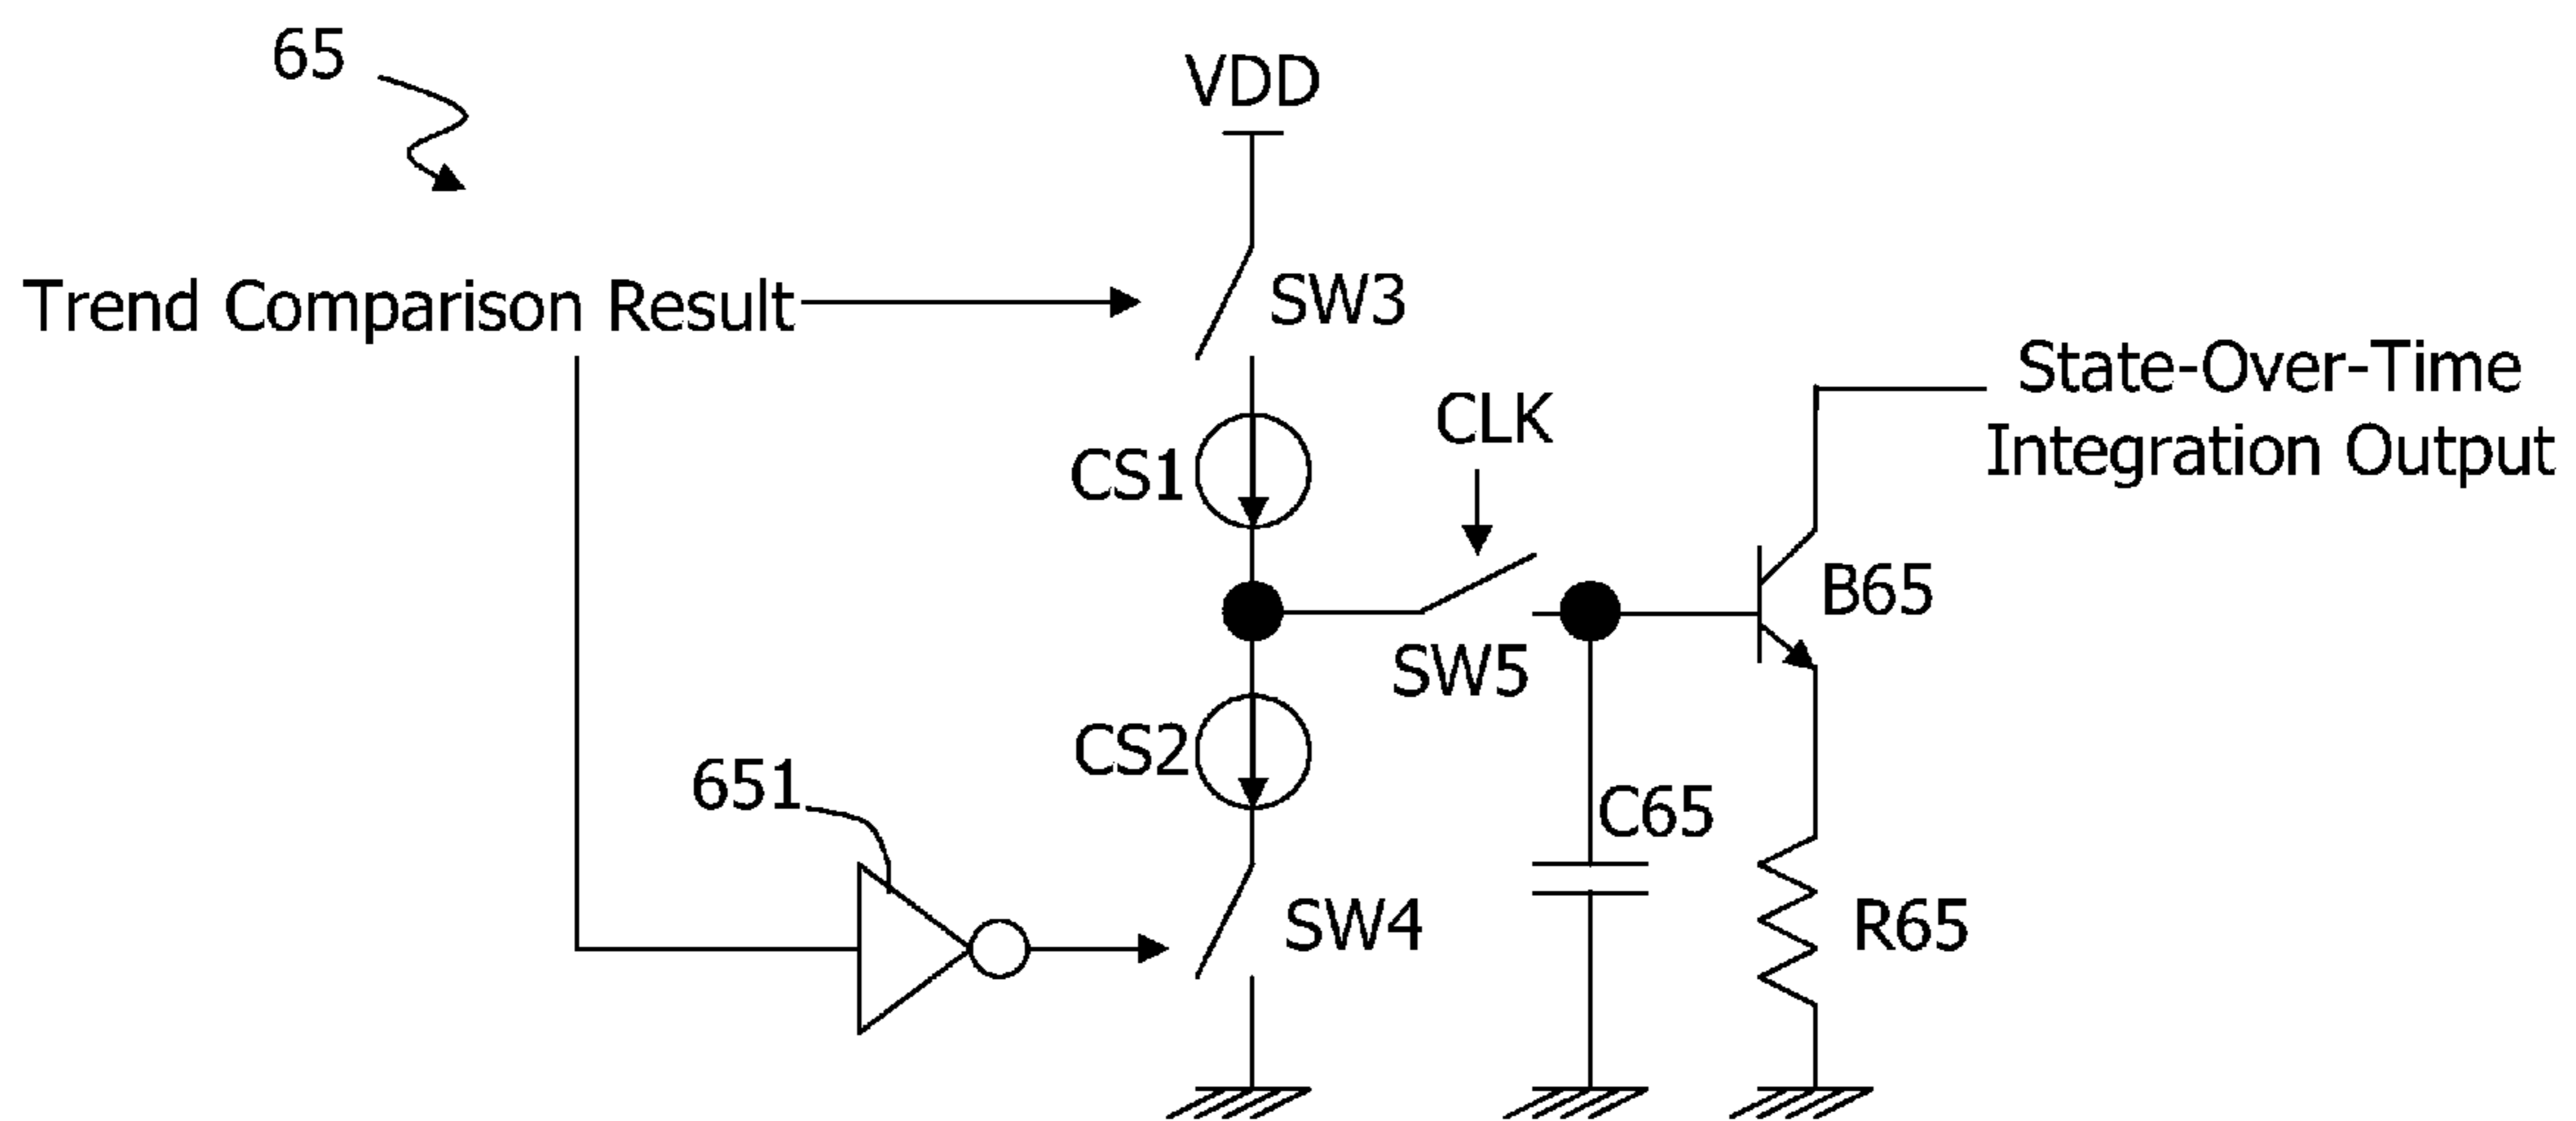 65
VDD
Trend Comparison Result
SW3
State-Over-Time
Integration Output
CLK
CS1
B65
SW5
CS2
651
C65
SW4
R65